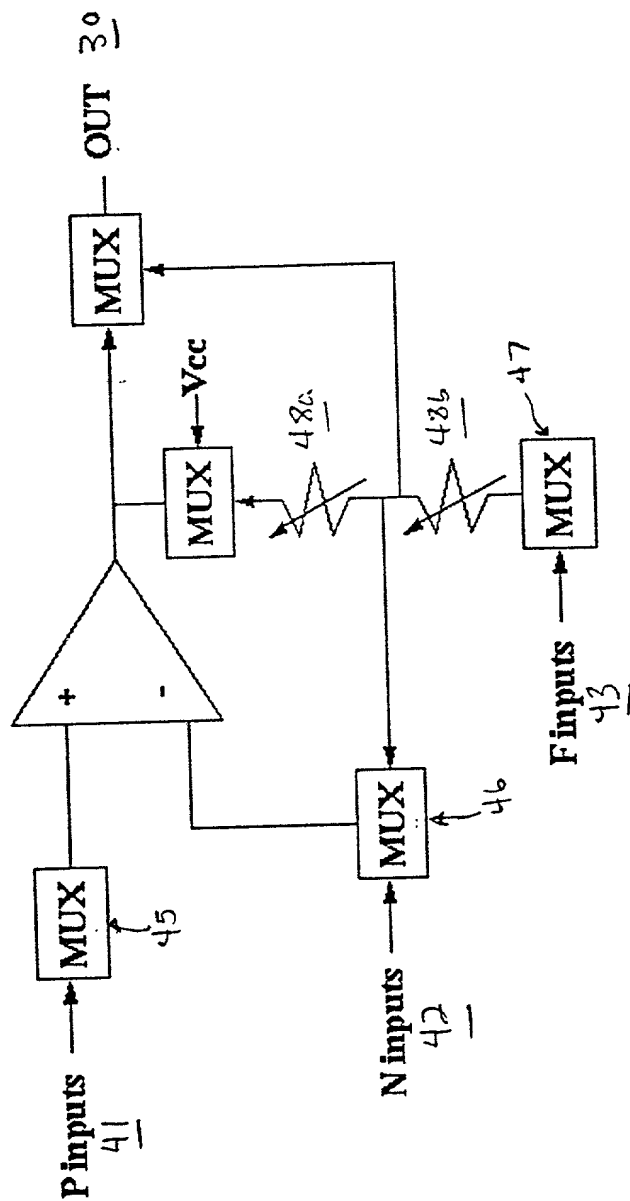 P inputs
41
MUX
45
+
-
MUX
OUT 30
MUX
Vcc
48a
N inputs
42
MUX
46
48b
F inputs
43
MUX
47